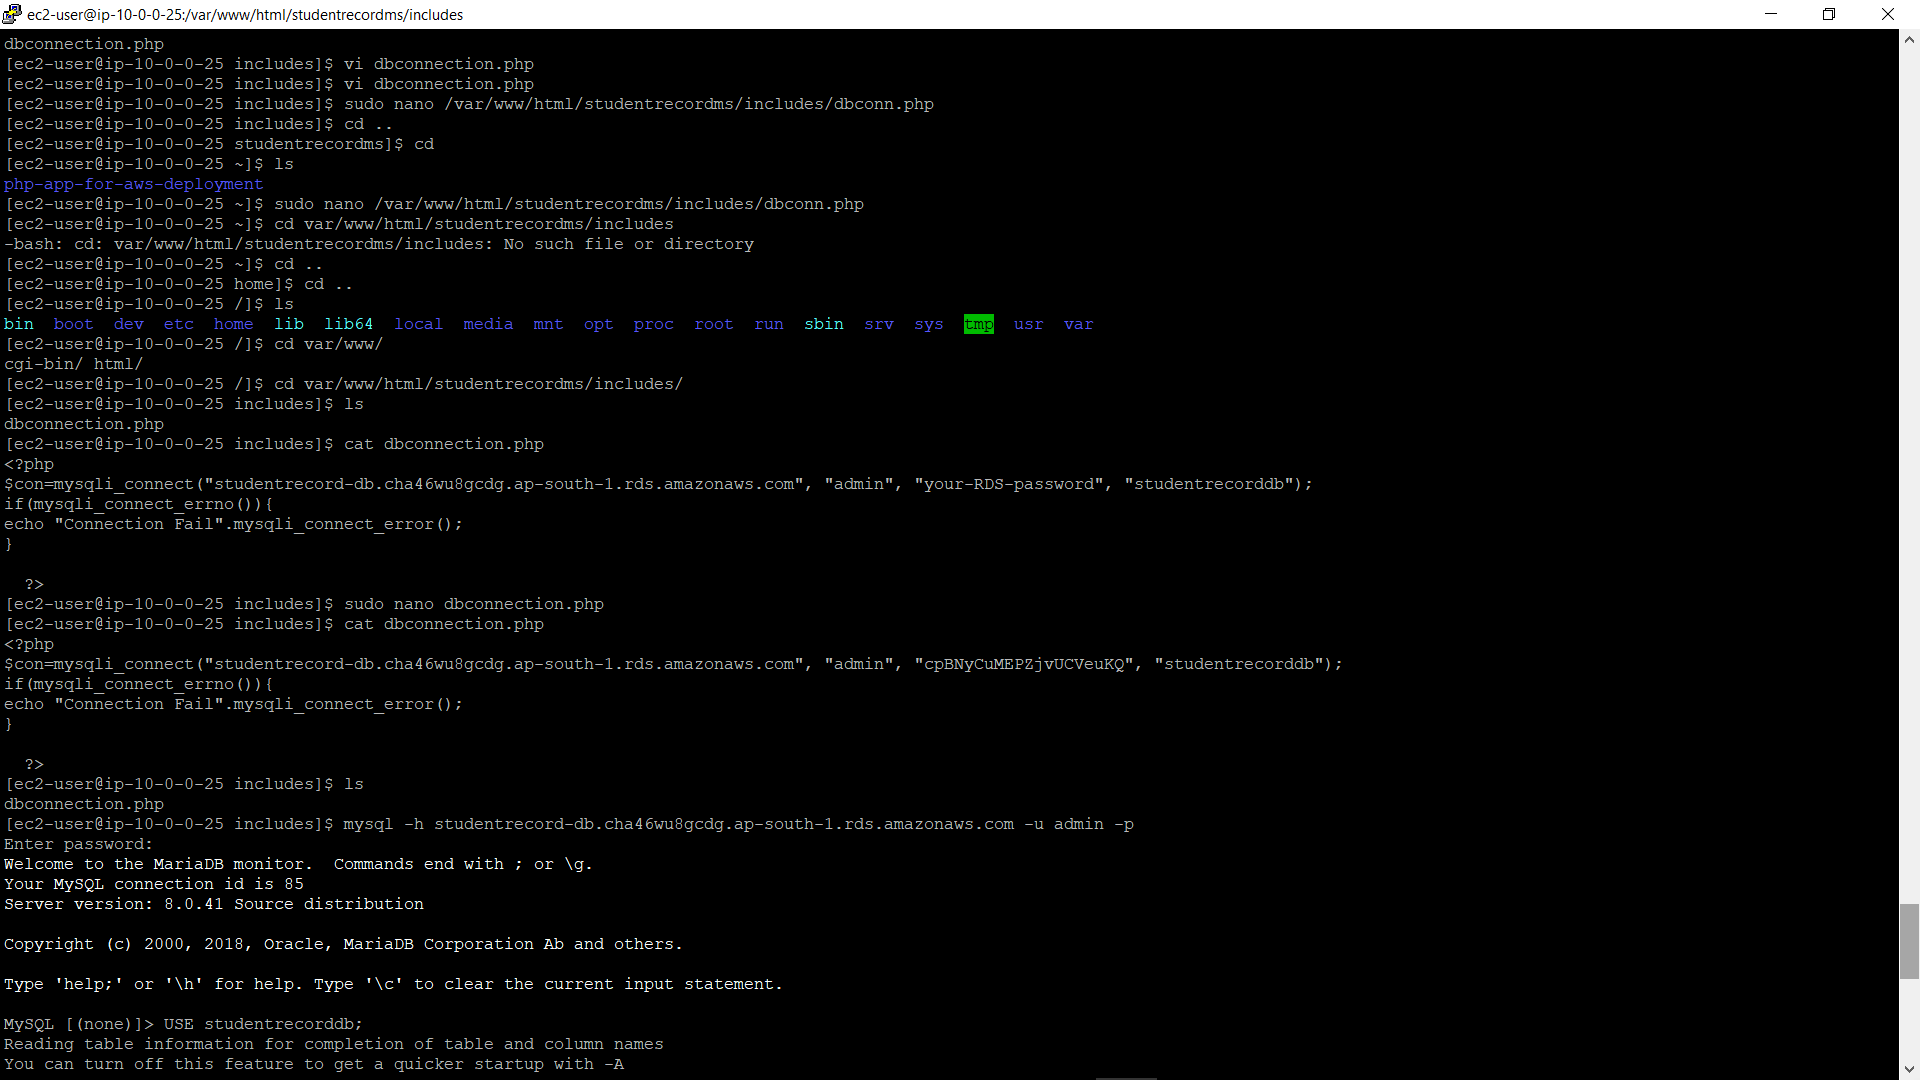 ec2-user@ip-10-0-0-25:/var/www/html/studentrecordms/includes
dbconnection.php
[ec2-user@ip-10-0-0-25 includes]$ vi dbconnection.php
[ec2-user@ip-10-0-0-25 includes]$ vi dbconnection.php
[ec2-user@ip-10-0-0-25 includes]$ sudo nano /var/www/html/studentrecordms/includes/dbconn.php
[ec2-user@ip-10-0-0-25 includes]$ cd ..
[ec2-user@ip-10-0-0-25 studentrecordms]$ cd
[ec2-user@ip-10-0-0-25 ~]$ ls
php-app-for-aws-deployment
[ec2-user@ip-10-0-0-25 ~]$ sudo nano /var/www/html/studentrecordms/includes/dbconn.php
[ec2-user@ip-10-0-0-25 ~]$ cd var/www/html/studentrecordms/includes
-bash: cd: var/www/html/studentrecordms/includes: No such file or directory
[ec2-user@ip-10-0-0-25 ~]$ cd ..
[ec2-user@ip-10-0-0-25 home]$ cd ..
[ec2-user@ip-10-0-0-25 /]$ ls
bin  boot  dev  etc  home  lib  lib64  local  media  mnt  opt  proc  root  run  sbin  srv  sys  tmp  usr  var
[ec2-user@ip-10-0-0-25 /]$ cd var/www/
cgi-bin/ html/
[ec2-user@ip-10-0-0-25 /]$ cd var/www/html/studentrecordms/includes/
[ec2-user@ip-10-0-0-25 includes]$ ls
dbconnection.php
[ec2-user@ip-10-0-0-25 includes]$ cat dbconnection.php
<?php
$con=mysqli_connect("studentrecord-db.cha46wu8gcdg.ap-south-1.rds.amazonaws.com", "admin", "your-RDS-password", "studentrecorddb");
if(mysqli_connect_errno()){
echo "Connection Fail".mysqli_connect_error();
}
  ?>
[ec2-user@ip-10-0-0-25 includes]$ sudo nano dbconnection.php
[ec2-user@ip-10-0-0-25 includes]$ cat dbconnection.php
<?php
$con=mysqli_connect("studentrecord-db.cha46wu8gcdg.ap-south-1.rds.amazonaws.com", "admin", "cpBNyCuMEPZjvUCVeuKQ", "studentrecorddb");
if(mysqli_connect_errno()){
echo "Connection Fail".mysqli_connect_error();
}
  ?>
[ec2-user@ip-10-0-0-25 includes]$ ls
dbconnection.php
[ec2-user@ip-10-0-0-25 includes]$ mysql -h studentrecord-db.cha46wu8gcdg.ap-south-1.rds.amazonaws.com -u admin -p
Enter password:
Welcome to the MariaDB monitor.  Commands end with ; or \g.
Your MySQL connection id is 85
Server version: 8.0.41 Source distribution
Copyright (c) 2000, 2018, Oracle, MariaDB Corporation Ab and others.
Type 'help;' or '\h' for help. Type '\c' to clear the current input statement.
MySQL [(none)]> USE studentrecorddb;
Reading table information for completion of table and column names
You can turn off this feature to get a quicker startup with -A